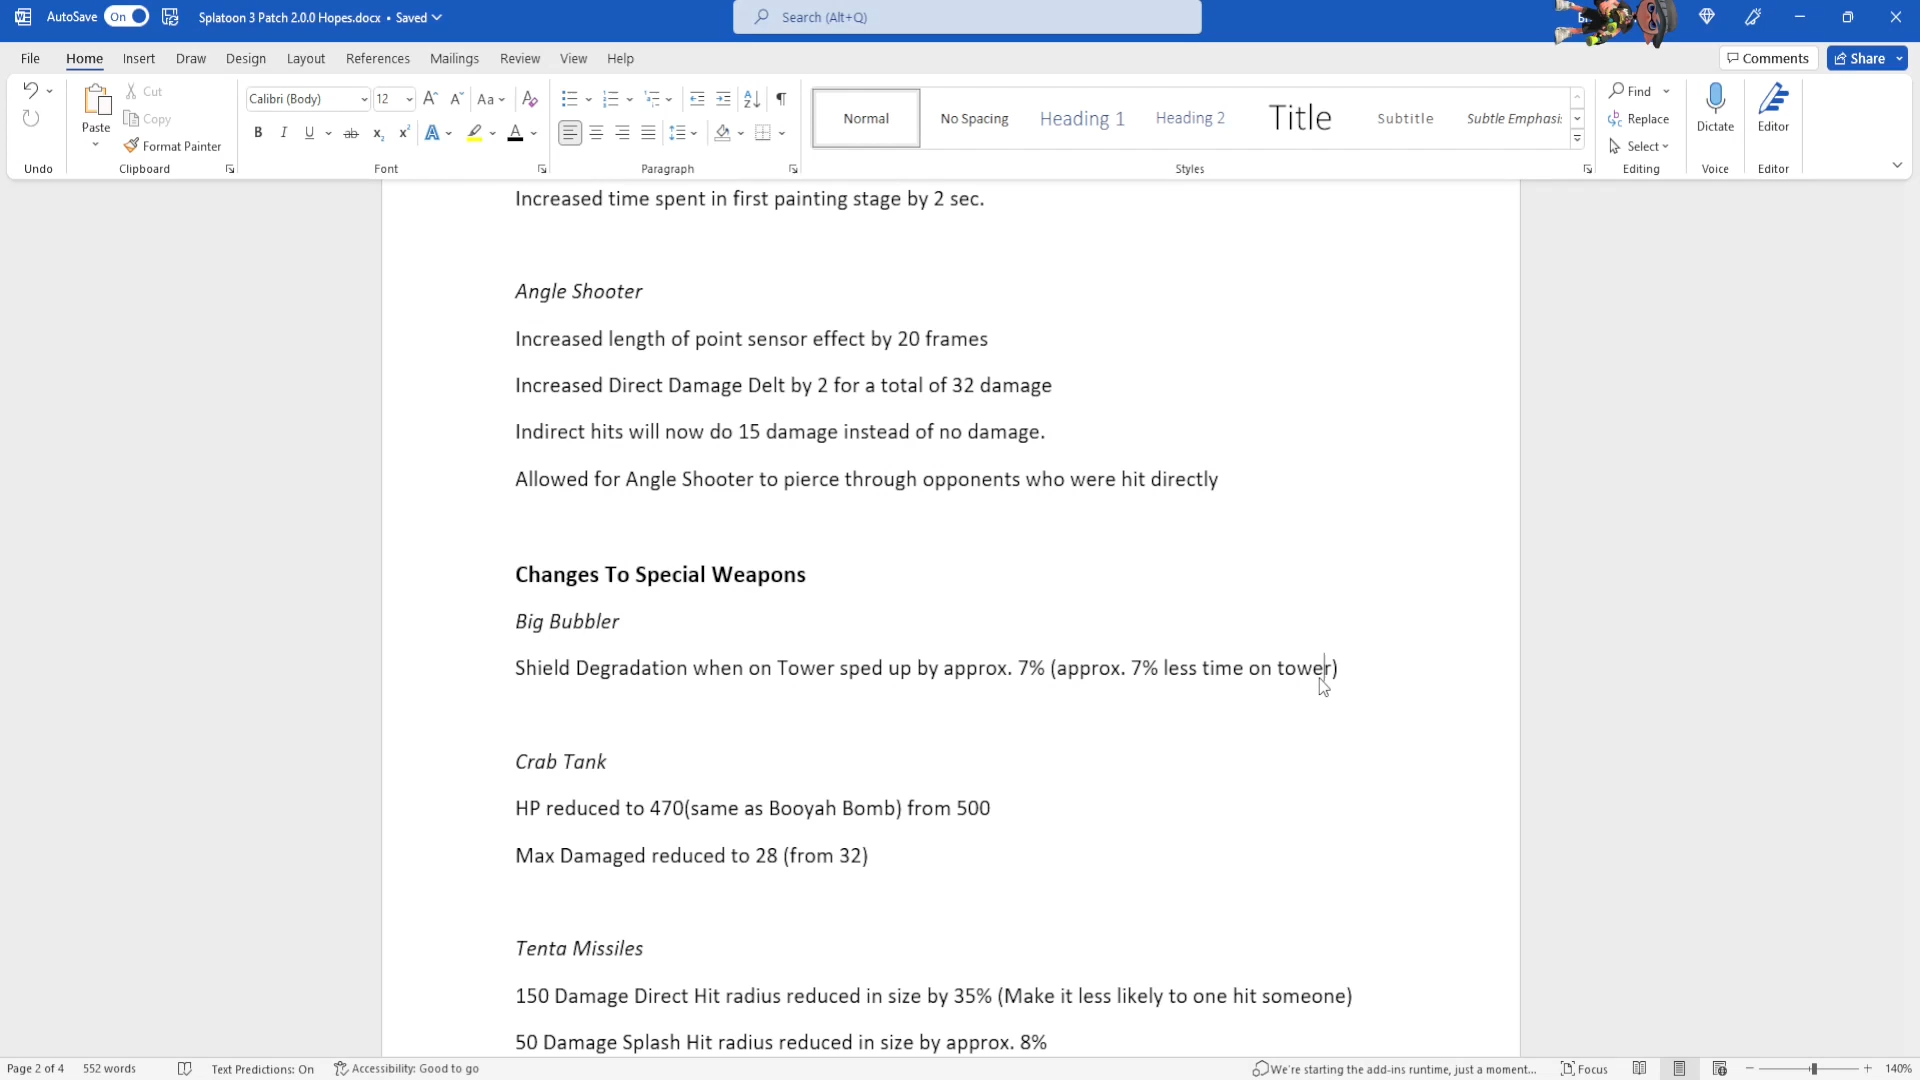 AutoSave On Splatoon 3 Patch 2.0.0 Hopes.docx • Saved Search (Alt+Q)
File Home Insert Draw Design Layout References Mailings Review View Help Comments Share
Calibri (Body) 12 Aa
Paste Cut Copy Format Painter
Normal No Spacing Heading 1 Heading 2 Title Subtitle Subtle Emphasi:
Find Replace Select Dictate Editor
Undo Clipboard Font Paragraph Styles Editing Voice Editor
Increased time spent in first painting stage by 2 sec.
Angle Shooter
Increased length of point sensor effect by 20 frames
Increased Direct Damage Delt by 2 for a total of 32 damage
Indirect hits will now do 15 damage instead of no damage.
Allowed for Angle Shooter to pierce through opponents who were hit directly
Changes To Special Weapons
Big Bubbler
Shield Degradation when on Tower sped up by approx. 7% (approx. 7% less time on tower)
Crab Tank
HP reduced to 470(same as Booyah Bomb) from 500
Max Damaged reduced to 28 (from 32)
Tenta Missiles
150 Damage Direct Hit radius reduced in size by 35% (Make it less likely to one hit someone)
50 Damage Splash Hit radius reduced in size by approx. 8%
Page 2 of 4 552 words Text Predictions: On Accessibility: Good to go We're starting the add-ins runtime, just a moment... Focus 140%